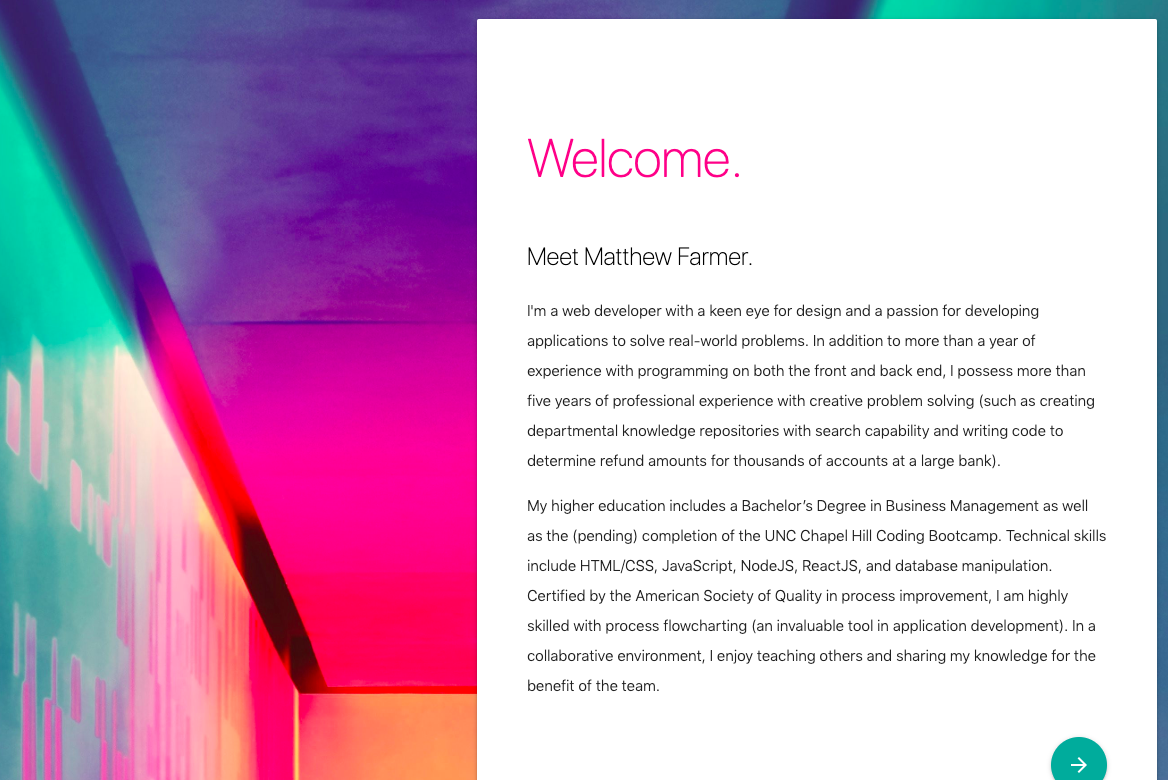 Welcome.
Meet Matthew Farmer.
I'm a web developer with a keen eye for design and a passion for developing
applications to solve real-world problems. In addition to more than a year of
experience with programming on both the front and back end, I possess more than
five years of professional experience with creative problem solving (such as creating
departmental knowledge repositories with search capability and writing code to
determine refund amounts for thousands of accounts at a large bank).
My higher education includes a Bachelor’s Degree in Business Management as well
as the (pending) completion of the UNC Chapel Hill Coding Bootcamp. Technical skills
include HTML/CSS, JavaScript, NodeJS, ReactJS, and database manipulation.
Certified by the American Society of Quality in process improvement, I am highly
skilled with process flowcharting (an invaluable tool in application development). In a
collaborative environment, I enjoy teaching others and sharing my knowledge for the
benefit of the team.